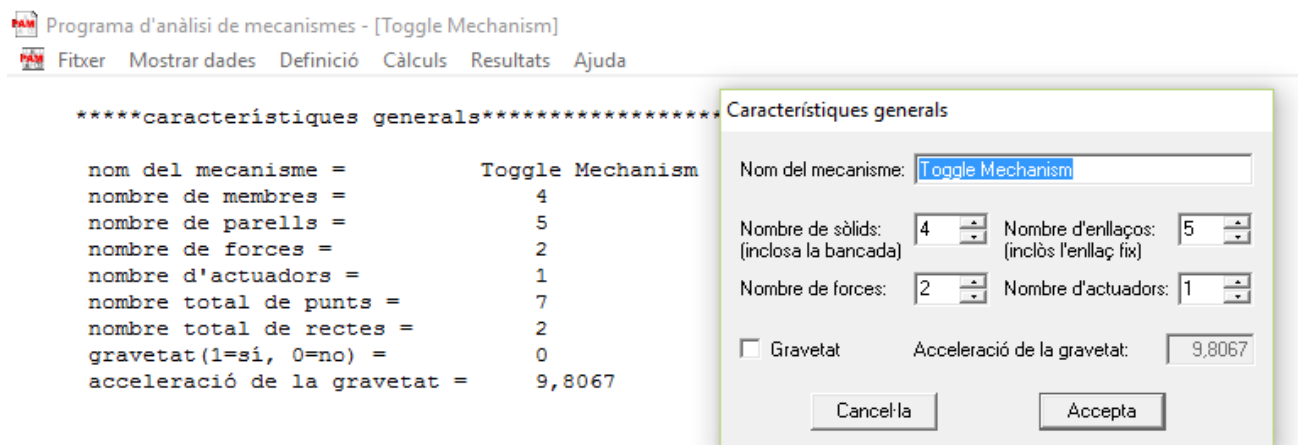 PAM Programa d'anàlisi de mecanismes - [Toggle Mechanism]
PAM Fitxer Mostrar dades Definició Càlculs Resultats Ajuda
*****característiques generals******************
nom del mecanisme = Toggle Mechanism
nombre de membres = 4
nombre de parells = 5
nombre de forces = 2
nombre d'actuadors = 1
nombre total de punts = 7
nombre total de rectes = 2
gravetat(1=sí, 0=no) = 0
acceleració de la gravetat = 9,8067
Característiques generals
Nom del mecanisme: Toggle Mechanism
Nombre de sòlids: 4 Nombre d'enllaços: 5
(inclosa la bancada) (inclòs l'enllaç fix)
Nombre de forces: 2 Nombre d'actuadors: 1
Gravetat Acceleració de la gravetat: 9,8067
Cancel·la Accepta